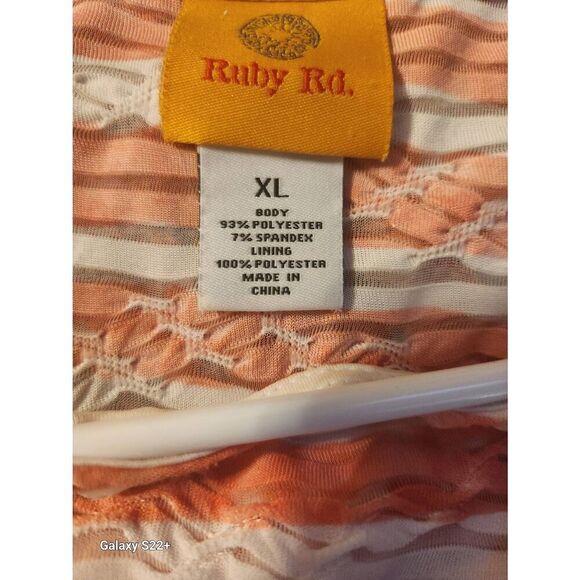 Ruby Rd.
XL
BODY
93% POLYESTER
7% SPANDEX
LINING
100% POLYESTER
MADE IN
CHINA
Galaxy S22+